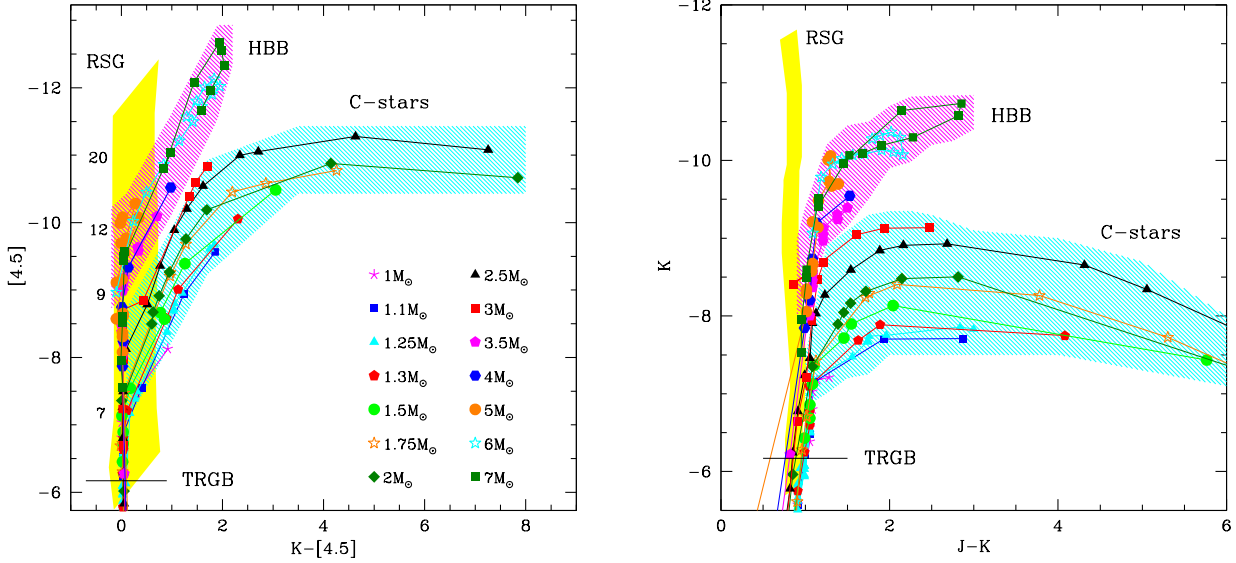 −12
−10
−8
−6
[4.5]
0
2
4
6
8
K−[4.5]
RSG
HBB
C−stars
20
12
9
7
TRGB
1M⊙
1.1M⊙
1.25M⊙
1.3M⊙
1.5M⊙
1.75M⊙
2M⊙
2.5M⊙
3M⊙
3.5M⊙
4M⊙
5M⊙
6M⊙
7M⊙
−12
−10
−8
−6
K
0
2
4
6
J−K
RSG
HBB
C−stars
TRGB